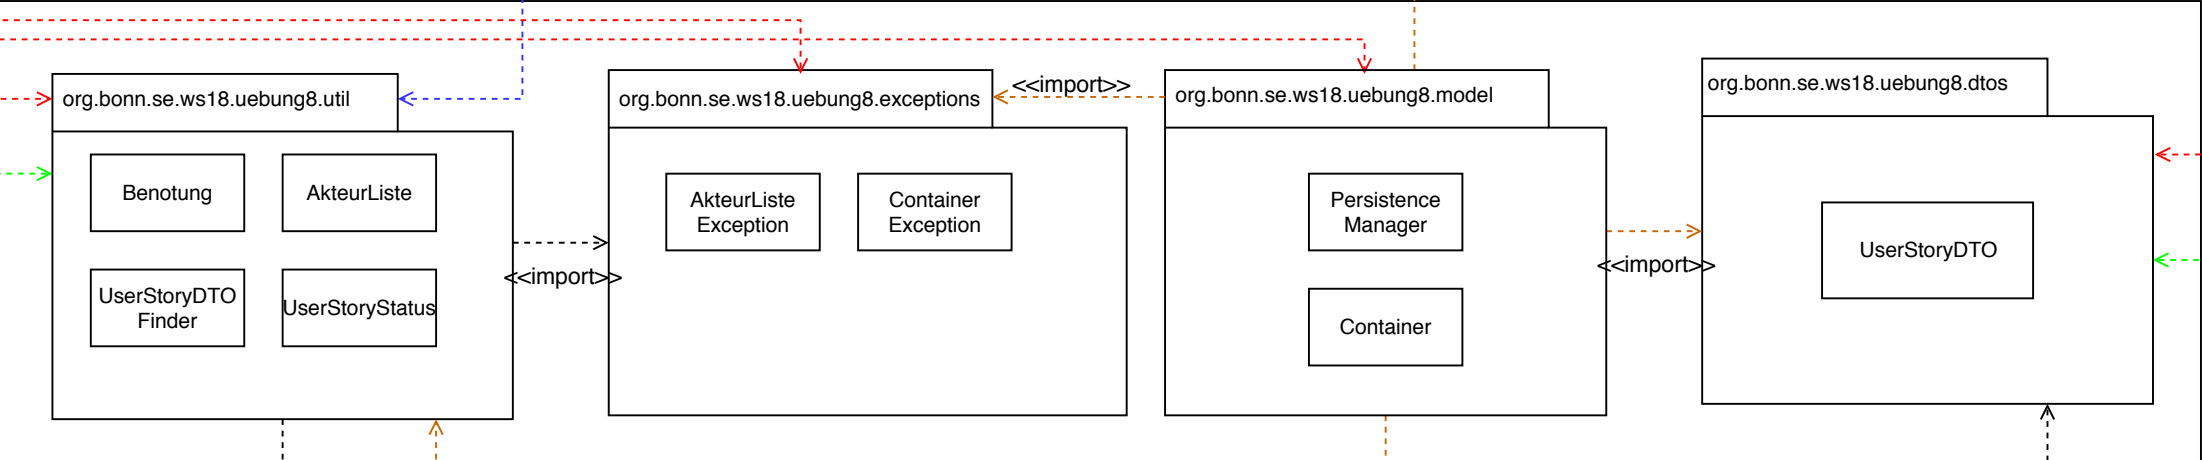 org.bonn.se.ws18.uebung8.util
Benotung
AkteurListe
UserStoryDTO
Finder
UserStoryStatus
<<import>>
org.bonn.se.ws18.uebung8.exceptions
AkteurListe
Exception
Container
Exception
<<import>>
org.bonn.se.ws18.uebung8.model
Persistence
Manager
Container
<<import>>
org.bonn.se.ws18.uebung8.dtos
UserStoryDTO